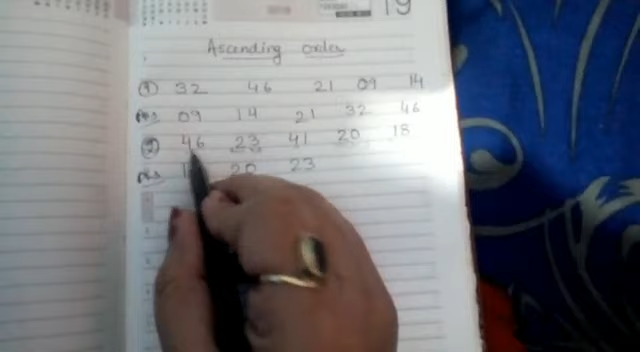 19
Ascending order
① 32 46 21 09 14
Ans 09 14 21 32 46
② 46 23 41 20 18
Ans 20 23